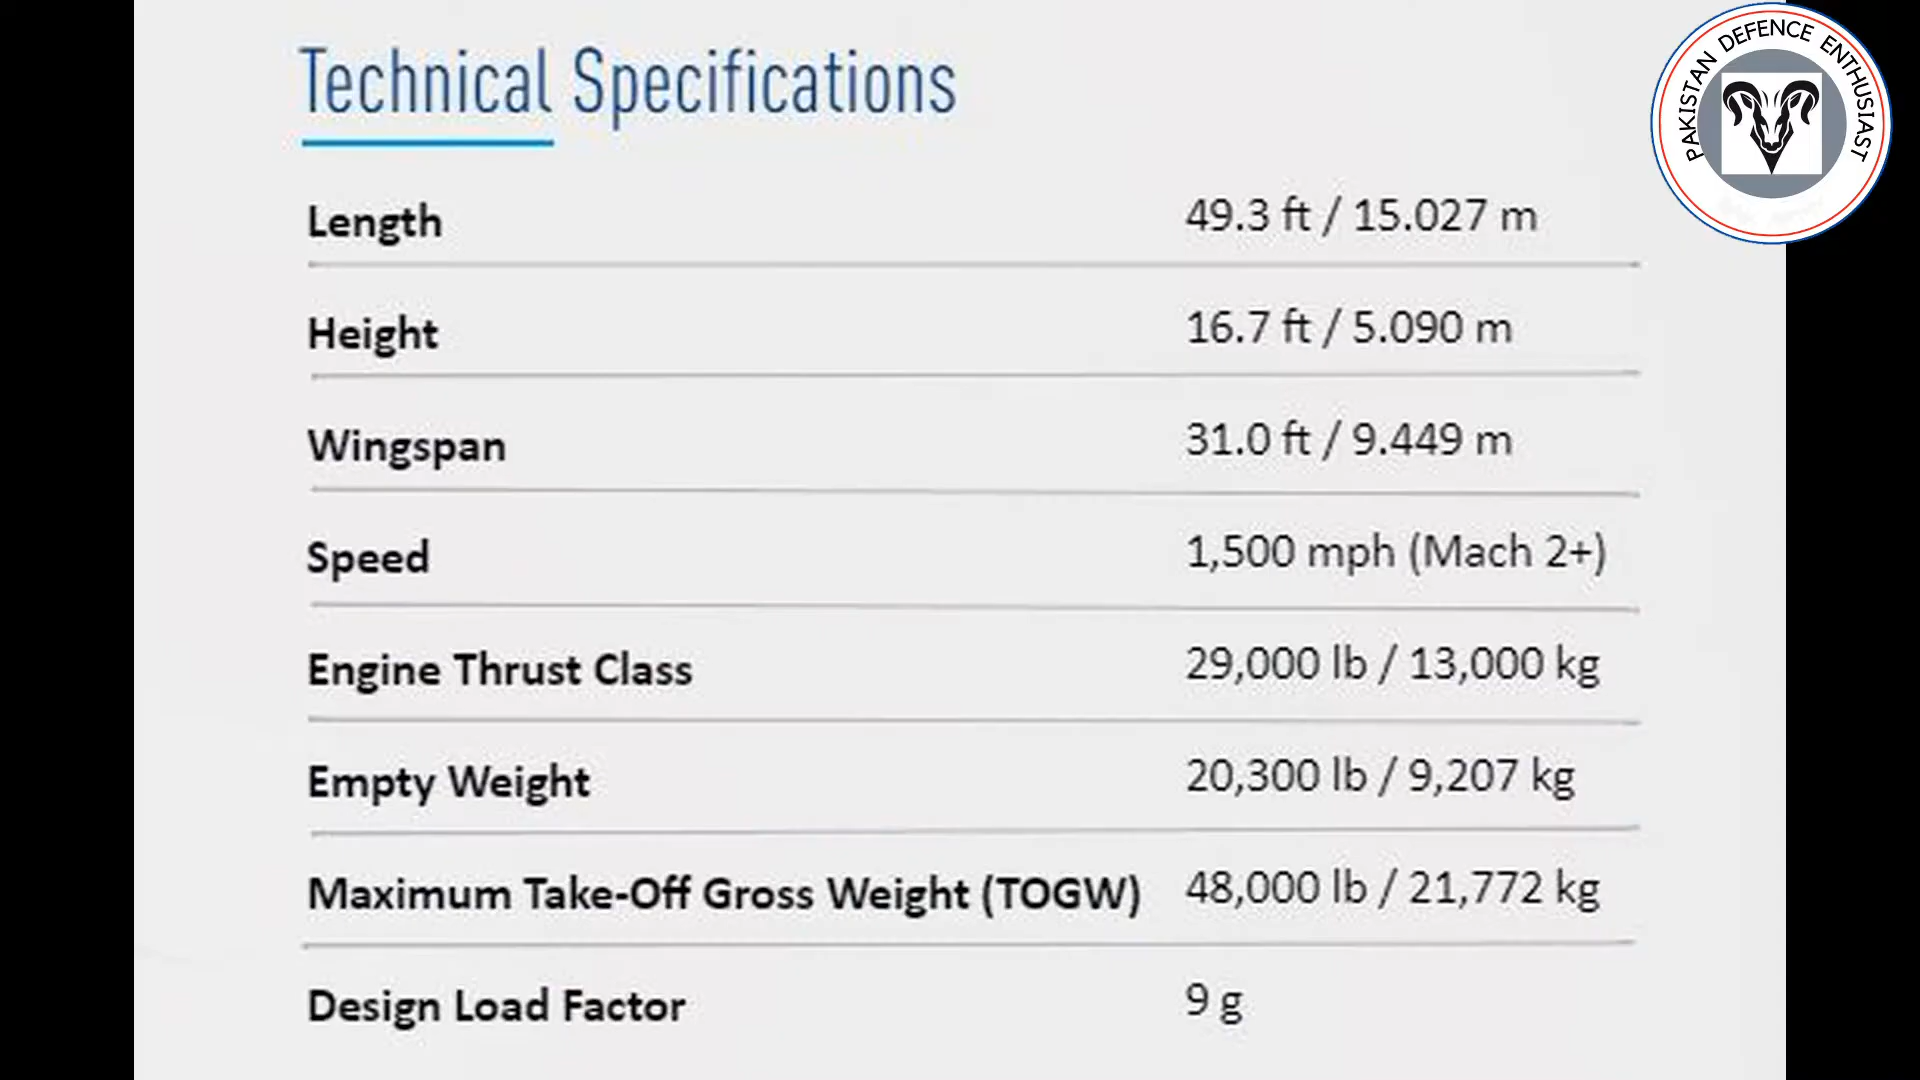 Technical Specifications
PAKISTAN DEFENCE ENTHUSIAST
Length 49.3 ft / 15.027 m
Height 16.7 ft / 5.090 m
Wingspan 31.0 ft / 9.449 m
Speed 1,500 mph (Mach 2+)
Engine Thrust Class 29,000 lb / 13,000 kg
Empty Weight 20,300 lb / 9,207 kg
Maximum Take-Off Gross Weight (TOGW) 48,000 lb / 21,772 kg
Design Load Factor 9 g